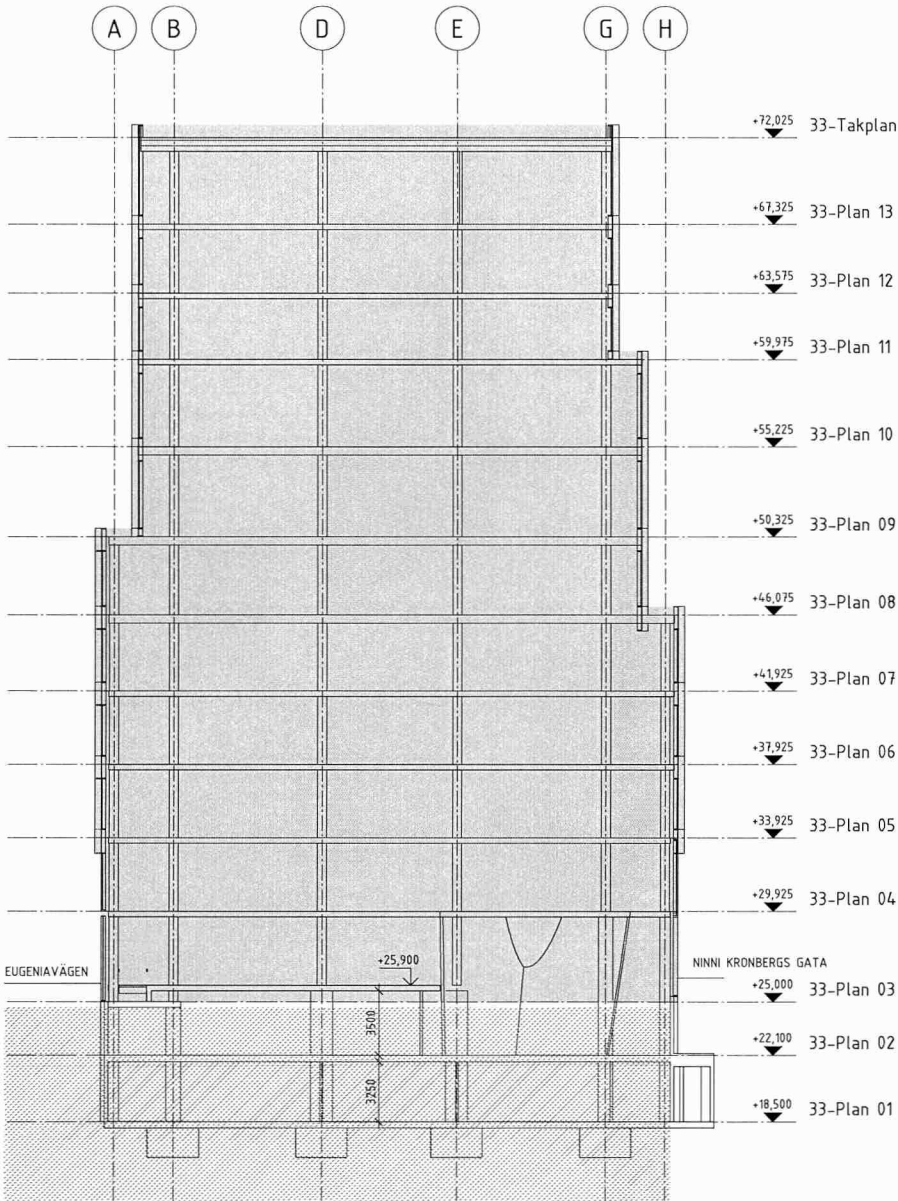 A B D E G H
+72,025 33-Takplan
+67,325 33-Plan 13
+63,575 33-Plan 12
+59,975 33-Plan 11
+55,225 33-Plan 10
+50,325 33-Plan 09
+46,075 33-Plan 08
+41,925 33-Plan 07
+37,925 33-Plan 06
+33,925 33-Plan 05
+29,925 33-Plan 04
EUGENIAVÄGEN
+25,900
NINNI KRONBERGS GATA
+25,000 33-Plan 03
3500
+22,100 33-Plan 02
3250
+18,500 33-Plan 01